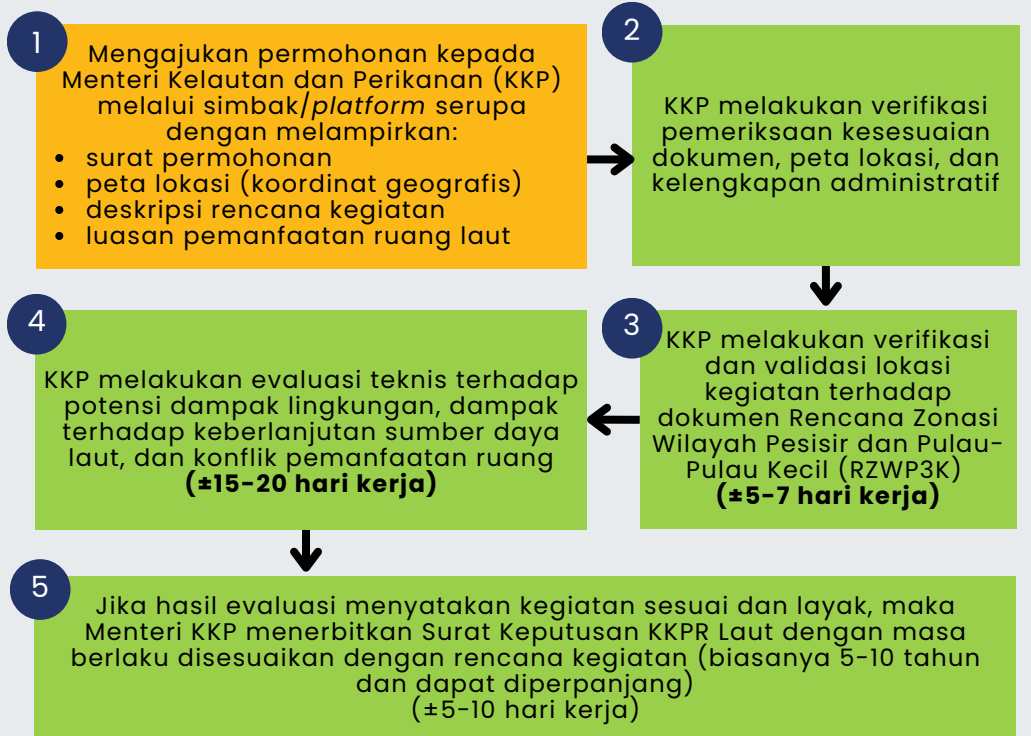 1
Mengajukan permohonan kepada
Menteri Kelautan dan Perikanan (KKP)
melalui simbak/platform serupa
dengan melampirkan:
• surat permohonan
• peta lokasi (koordinat geografis)
• deskripsi rencana kegiatan
• luasan pemanfaatan ruang laut
2
KKP melakukan verifikasi
pemeriksaan kesesuaian
dokumen, peta lokasi, dan
kelengkapan administratif
3
KKP melakukan verifikasi
dan validasi lokasi
kegiatan terhadap
dokumen Rencana Zonasi
Wilayah Pesisir dan Pulau-
Pulau Kecil (RZWP3K)
(±5-7 hari kerja)
4
KKP melakukan evaluasi teknis terhadap
potensi dampak lingkungan, dampak
terhadap keberlanjutan sumber daya
laut, dan konflik pemanfaatan ruang
(±15-20 hari kerja)
5
Jika hasil evaluasi menyatakan kegiatan sesuai dan layak, maka
Menteri KKP menerbitkan Surat Keputusan KKPR Laut dengan masa
berlaku disesuaikan dengan rencana kegiatan (biasanya 5-10 tahun
dan dapat diperpanjang)
(±5-10 hari kerja)